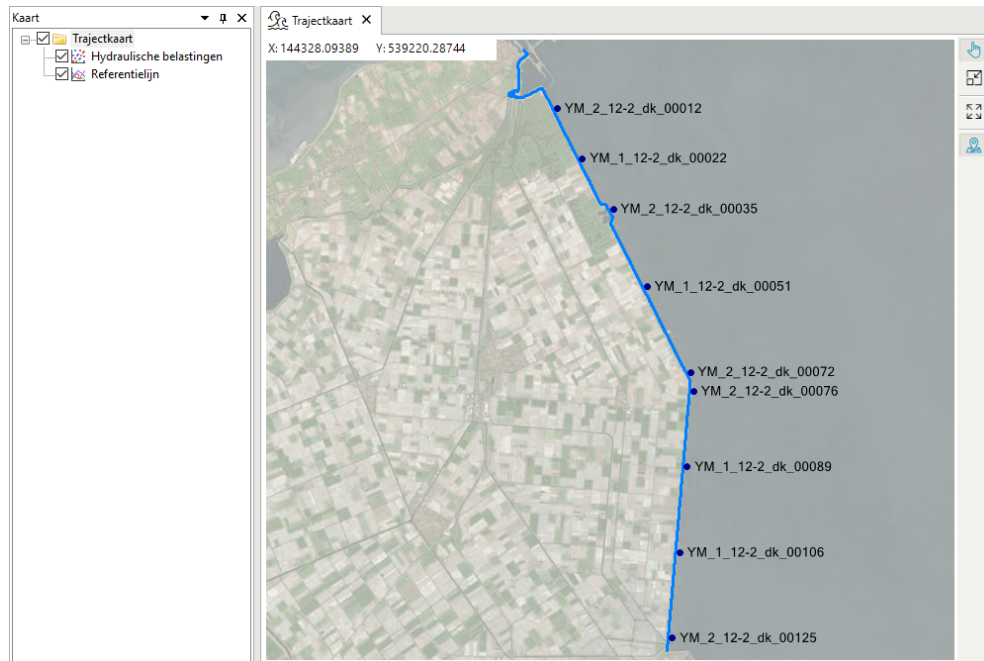 Kaart
Trajectkaart
Hydraulische belastingen
Referentielijn
Trajectkaart
X: 144328.09389 Y: 539220.28744
YM_2_12-2_dk_00012
YM_1_12-2_dk_00022
YM_2_12-2_dk_00035
YM_1_12-2_dk_00051
YM_2_12-2_dk_00072
YM_2_12-2_dk_00076
YM_1_12-2_dk_00089
YM_1_12-2_dk_00106
YM_2_12-2_dk_00125